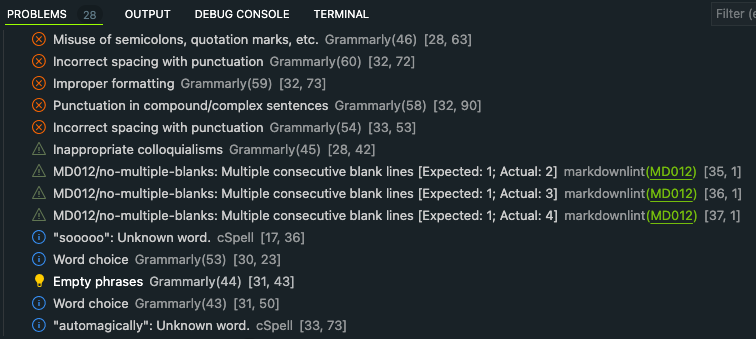 PROBLEMS 28 OUTPUT DEBUG CONSOLE TERMINAL Filter (e
Misuse of semicolons, quotation marks, etc. Grammarly(46) [28, 63]
Incorrect spacing with punctuation Grammarly(60) [32, 72]
Improper formatting Grammarly(59) [32, 73]
Punctuation in compound/complex sentences Grammarly(58) [32, 90]
Incorrect spacing with punctuation Grammarly(54) [33, 53]
Inappropriate colloquialisms Grammarly(45) [28, 42]
MD012/no-multiple-blanks: Multiple consecutive blank lines [Expected: 1; Actual: 2] markdownlint(MD012) [35, 1]
MD012/no-multiple-blanks: Multiple consecutive blank lines [Expected: 1; Actual: 3] markdownlint(MD012) [36, 1]
MD012/no-multiple-blanks: Multiple consecutive blank lines [Expected: 1; Actual: 4] markdownlint(MD012) [37, 1]
"sooooo": Unknown word. cSpell [17, 36]
Word choice Grammarly(53) [30, 23]
Empty phrases Grammarly(44) [31, 43]
Word choice Grammarly(43) [31, 50]
"automagically": Unknown word. cSpell [33, 73]